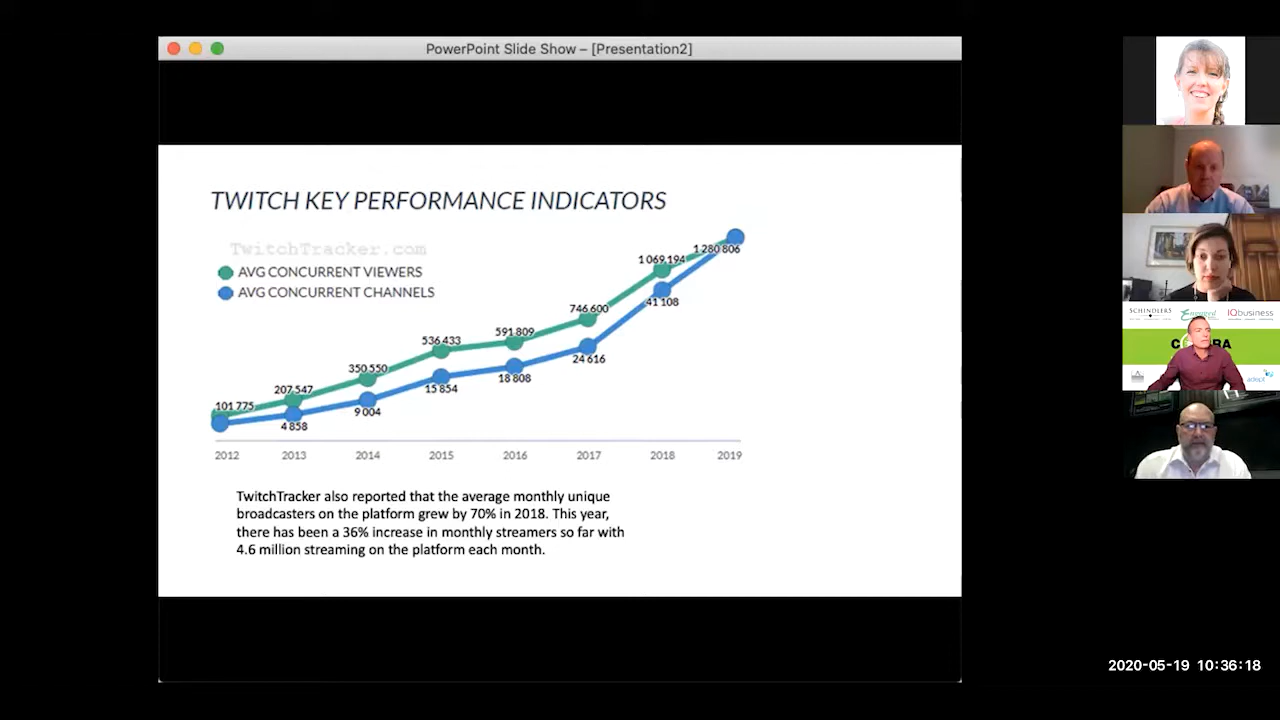 PowerPoint Slide Show – [Presentation2]
TWITCH KEY PERFORMANCE INDICATORS
TwitchTracker.com
AVG CONCURRENT VIEWERS
AVG CONCURRENT CHANNELS
101 775
207 547
350 550
536 433
591 809
746 600
1 069 194
1 280 806
4 858
9 004
15 854
18 808
24 616
41 108
2012 2013 2014 2015 2016 2017 2018 2019
TwitchTracker also reported that the average monthly unique
broadcasters on the platform grew by 70% in 2018. This year,
there has been a 36% increase in monthly streamers so far with
4.6 million streaming on the platform each month.
SCHINDLERS
Engaged
IQbusiness
adapt
2020-05-19 10:36:18